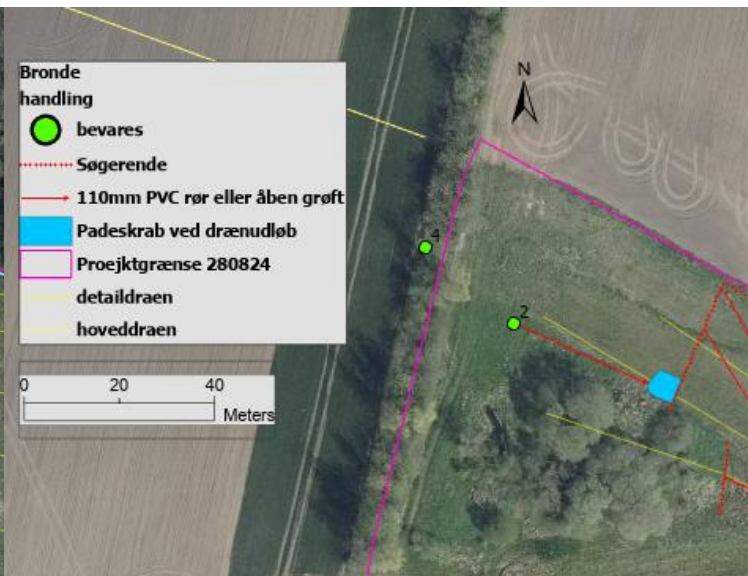 Bronde
handling
bevares
Søgerende
110mm PVC rør eller åben grøft
Padeskrab ved drænudløb
Proejktgrænse 280824
detaildraen
hoveddraen
0 20 40
Meters
N
4
2